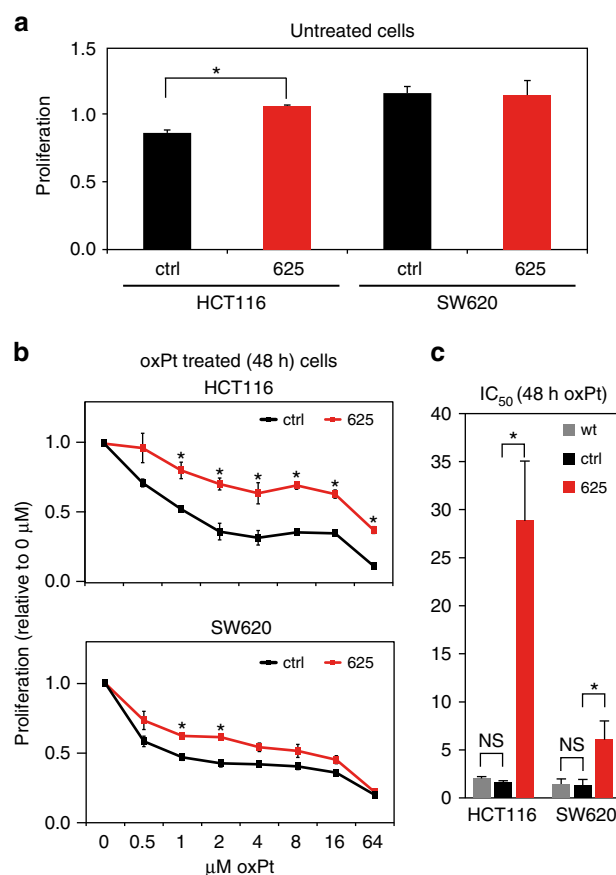 a
Untreated cells
Proliferation
1.5
1.0
0.5
0.0
*
ctrl 625 ctrl 625
HCT116 SW620
b
oxPt treated (48 h) cells
Proliferation (relative to 0 μM)
HCT116
ctrl 625
1.0
0.5
0.0
* * * * * *
SW620
ctrl 625
1.0
0.5
0.0
* *
0 0.5 1 2 4 8 16 64
μM oxPt
c
IC50 (48 h oxPt)
40
35
30
25
20
15
10
5
0
wt
ctrl
625
*
NS
NS
*
HCT116 SW620